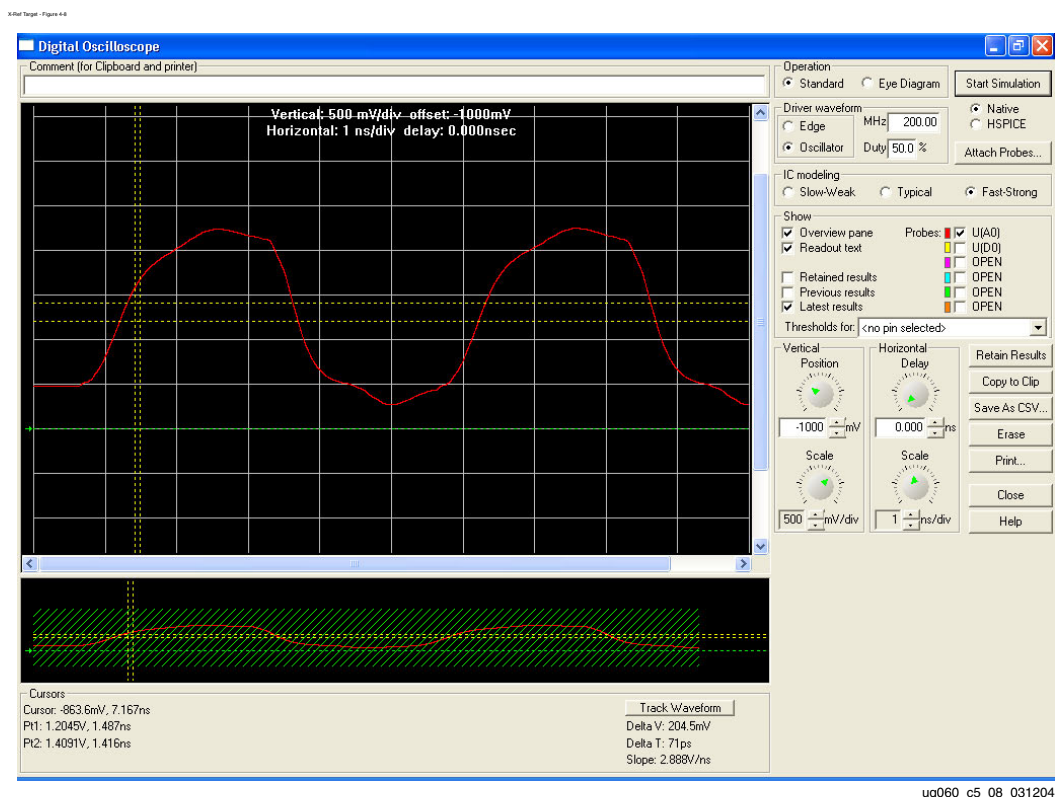 X-Ref Target - Figure 4-8
Digital Oscilloscope
Comment (for Clipboard and printer)
Vertical: 500 mV/div offset: -1000mV
Horizontal: 1 ns/div delay: 0.000nsec
Operation
Standard Eye Diagram
Start Simulation
Driver waveform
Edge
Oscillator
MHz 200.00
Duty 50.0 %
Native
HSPICE
Attach Probes...
IC modeling
Slow-Weak Typical Fast-Strong
Show
Overview pane Probes: U(A0)
Readout text U(D0)
OPEN
Retained results OPEN
Previous results OPEN
Latest results OPEN
Thresholds for: <no pin selected>
Vertical
Position
-1000 mV
Scale
500 mV/div
Horizontal
Delay
0.000 ns
Scale
1 ns/div
Retain Results
Copy to Clip
Save As CSV...
Erase
Print...
Close
Help
Cursors
Cursor: -863.6mV, 7.167ns
Pt1: 1.2045V, 1.487ns
Pt2: 1.4091V, 1.416ns
Track Waveform
Delta V: 204.5mV
Delta T: 71ps
Slope: 2.888V/ns
ug060_c5_08_031204